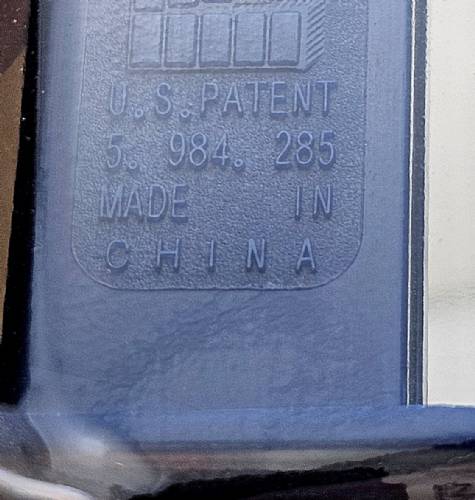 U.S.PATENT
5. 984. 285
MADE IN
CHINA